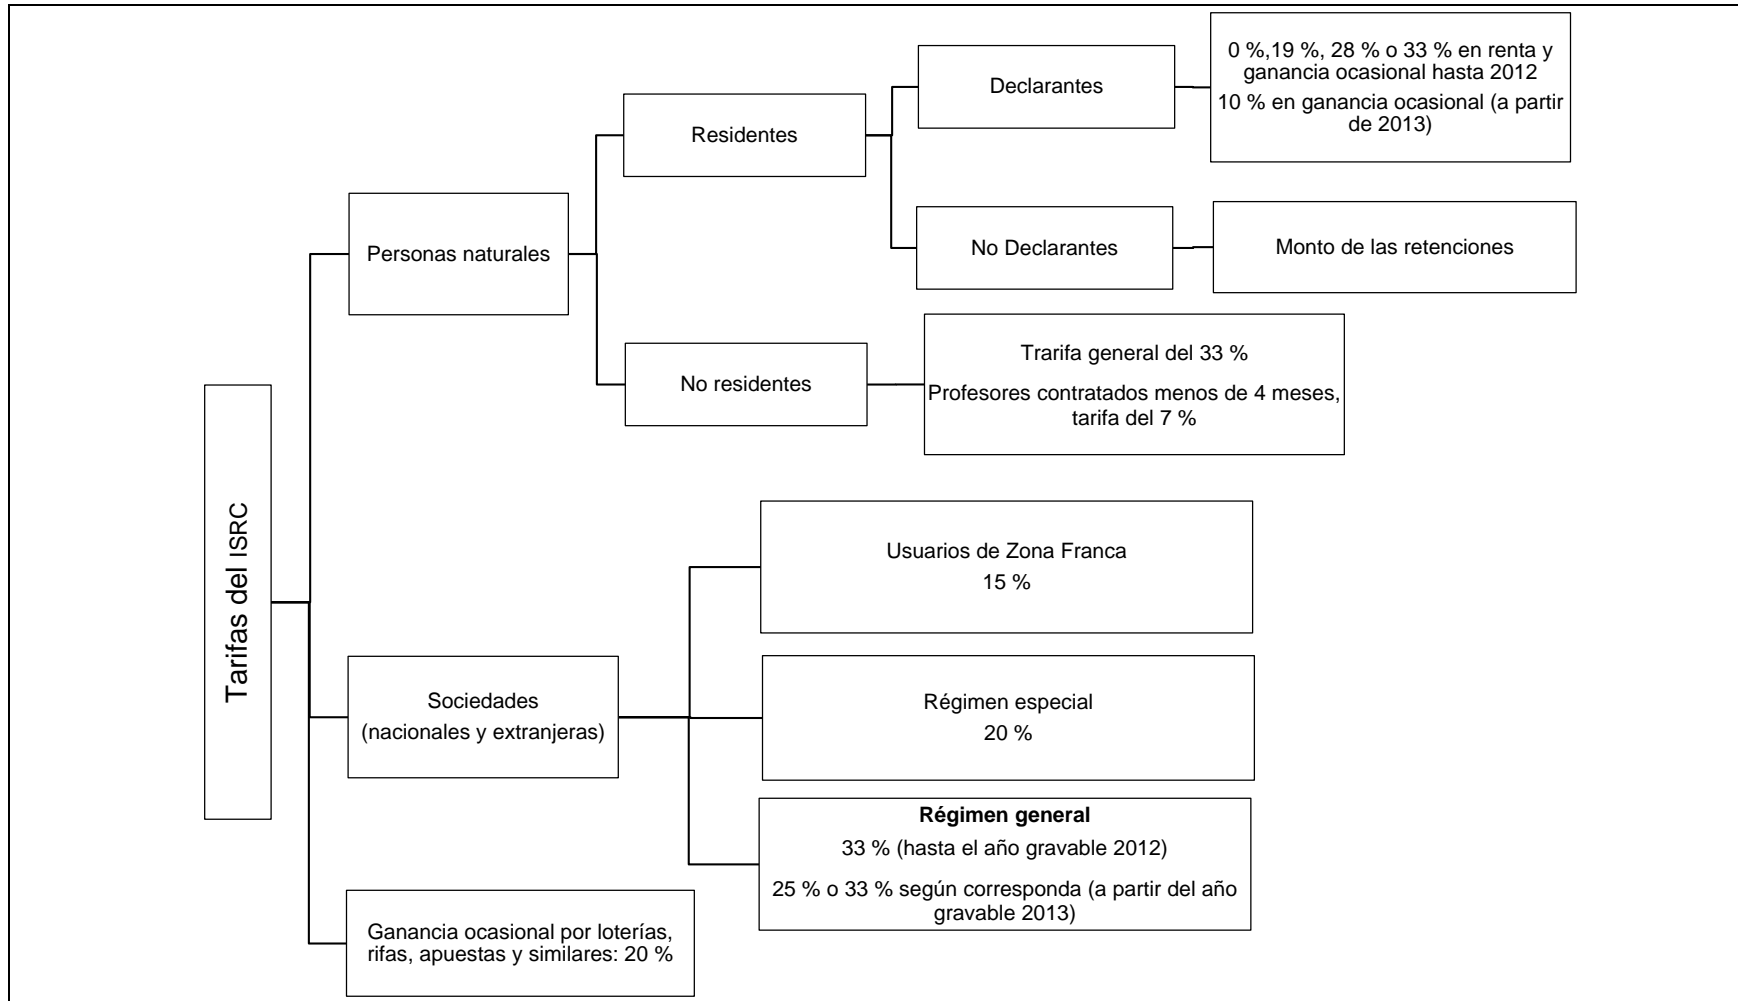 Tarifas del ISRC
Personas naturales
Residentes
Declarantes
0 %,19 %, 28 % o 33 % en renta y
ganancia ocasional hasta 2012
10 % en ganancia ocasional (a partir
de 2013)
No Declarantes
Monto de las retenciones
No residentes
Trarifa general del 33 %
Profesores contratados menos de 4 meses,
tarifa del 7 %
Sociedades
(nacionales y extranjeras)
Usuarios de Zona Franca
15 %
Régimen especial
20 %
Régimen general
33 % (hasta el año gravable 2012)
25 % o 33 % según corresponda (a partir del año
gravable 2013)
Ganancia ocasional por loterías,
rifas, apuestas y similares: 20 %